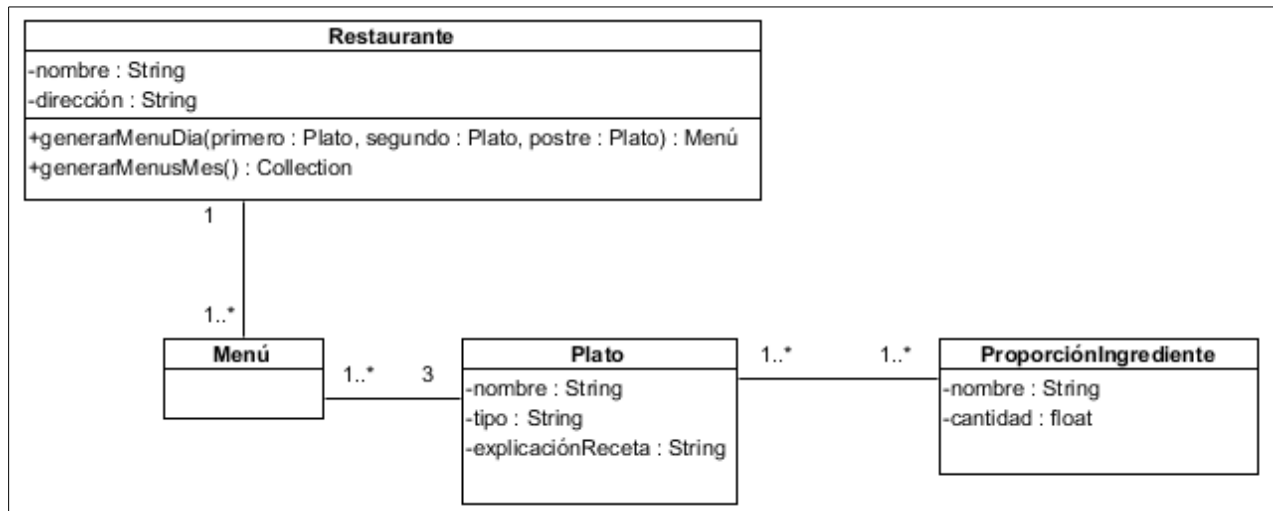 Restaurante
-nombre : String
-dirección : String
+generarMenuDia(primero : Plato, segundo : Plato, postre : Plato) : Menú
+generarMenusMes() : Collection
1
1..*
Menú
1..* 3
Plato
-nombre : String
-tipo : String
-explicaciónReceta : String
1..* 1..*
ProporciónIngrediente
-nombre : String
-cantidad : float